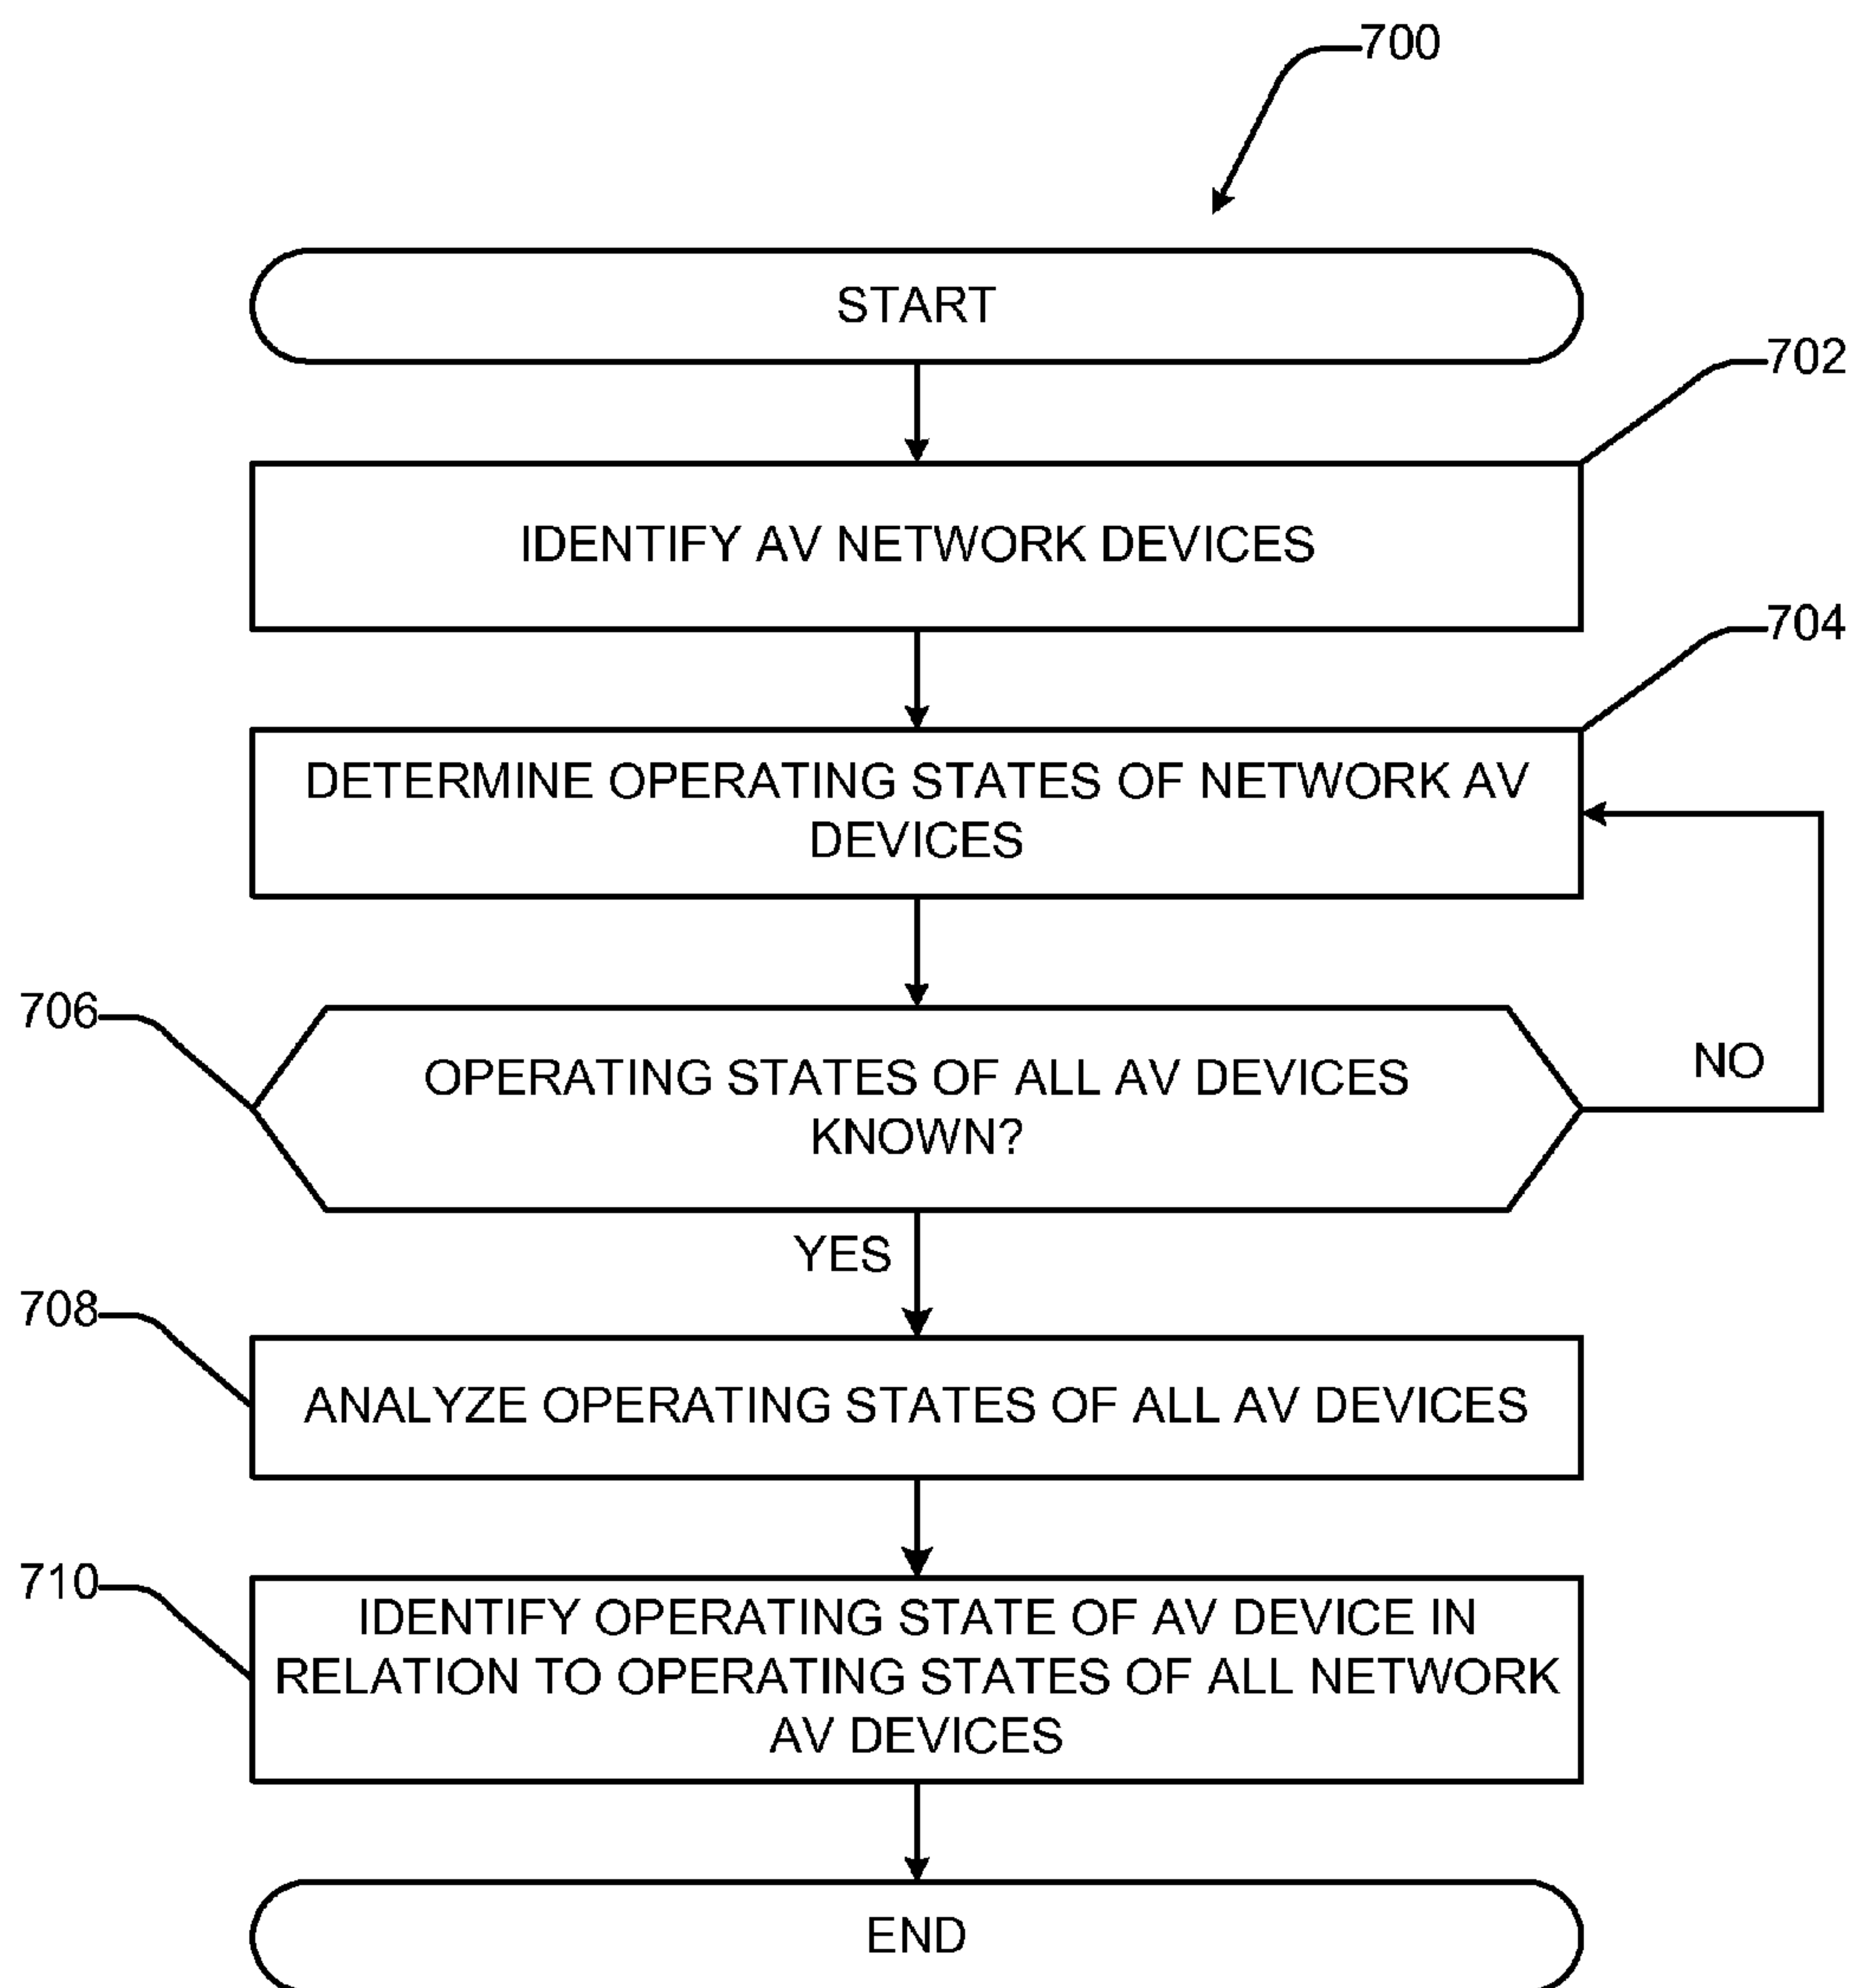 700
START
702
IDENTIFY AV NETWORK DEVICES
704
DETERMINE OPERATING STATES OF NETWORK AV
DEVICES
706
OPERATING STATES OF ALL AV DEVICES
KNOWN?
NO
YES
708
ANALYZE OPERATING STATES OF ALL AV DEVICES
710
IDENTIFY OPERATING STATE OF AV DEVICE IN
RELATION TO OPERATING STATES OF ALL NETWORK
AV DEVICES
END